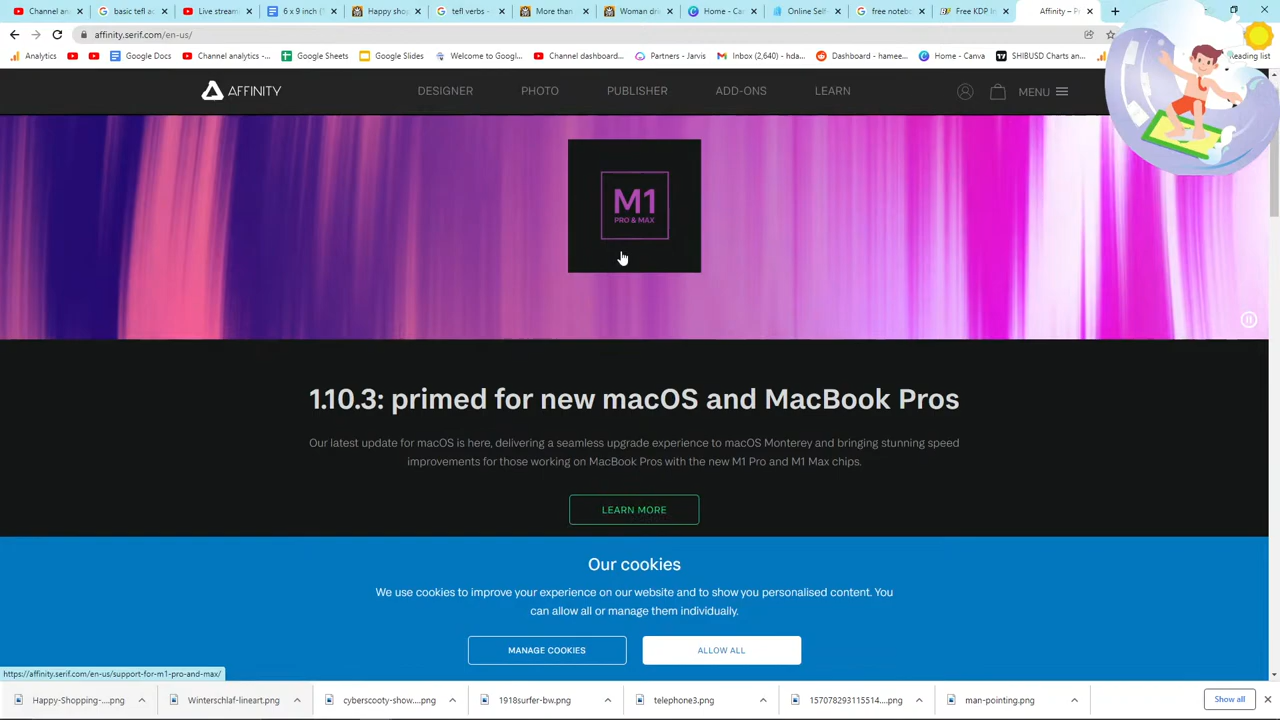 Channel an
basic tefl ac
Live stream
6 x 9 inch (1
Happy sho
tefl verbs -
More than
Woman driv
Home - Can
Online Self
free notebo
Free KDP In
Affinity – P
affinity.serif.com/en-us/
Analytics
Google Docs
Channel analytics -...
Google Sheets
Google Slides
Welcome to Googl...
Channel dashboard...
Partners - Jarvis
Inbox (2,640) - hda...
Dashboard - hamee...
Home - Canva
SHIBUSD Charts an...
Reading list
AFFINITY
DESIGNER
PHOTO
PUBLISHER
ADD-ONS
LEARN
MENU
M1
PRO & MAX
1.10.3: primed for new macOS and MacBook Pros
Our latest update for macOS is here, delivering a seamless upgrade experience to macOS Monterey and bringing stunning speed
improvements for those working on MacBook Pros with the new M1 Pro and M1 Max chips.
LEARN MORE
Our cookies
We use cookies to improve your experience on our website and to show you personalised content. You
can allow all or manage them individually.
MANAGE COOKIES
ALLOW ALL
https://affinity.serif.com/en-us/support-for-m1-pro-and-max/
Happy-Shopping-....png
Winterschlaf-lineart.png
cyberscooty-show....png
1918surfer-bw.png
telephone3.png
157078293115514....png
man-pointing.png
Show all